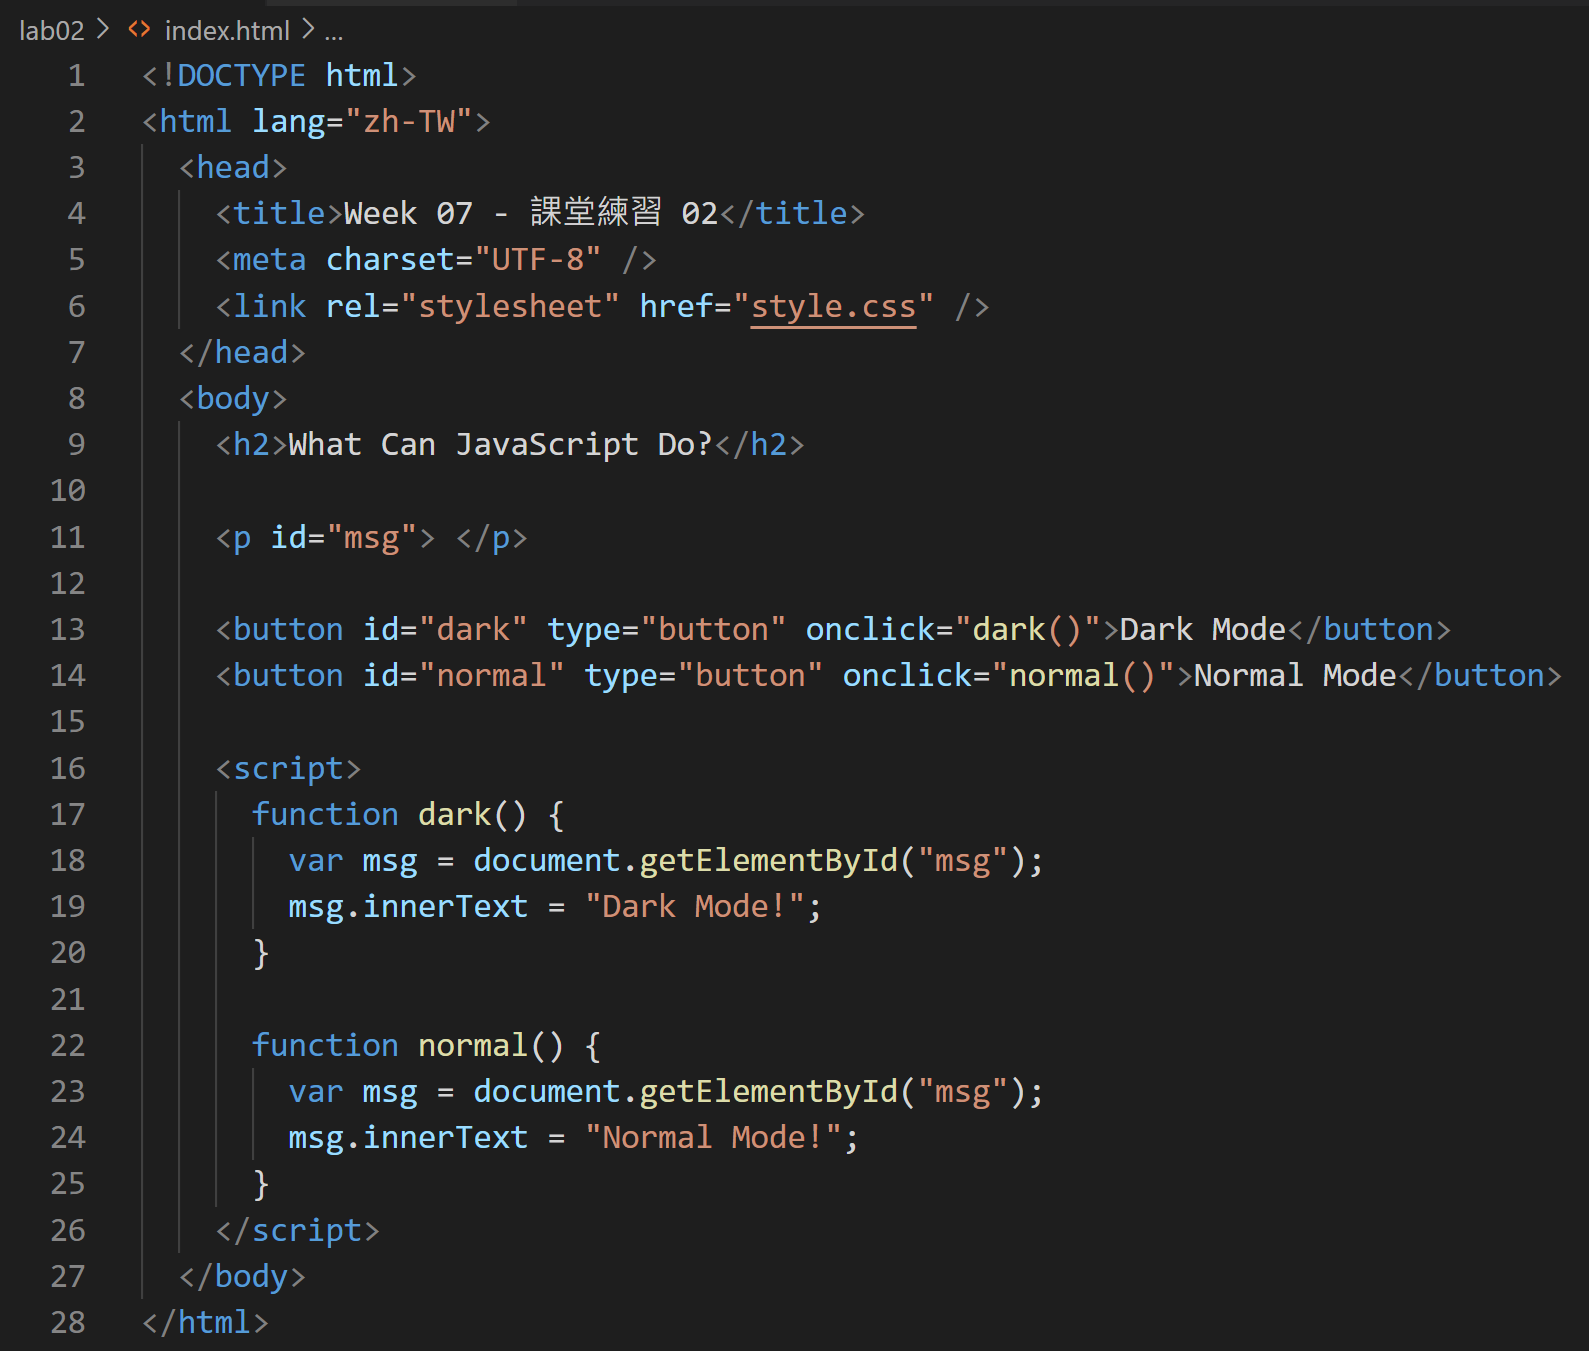 lab02 > <> index.html > ...
1 <!DOCTYPE html>
2 <html lang="zh-TW">
3   <head>
4     <title>Week 07 - 課堂練習 02</title>
5     <meta charset="UTF-8" />
6     <link rel="stylesheet" href="style.css" />
7   </head>
8   <body>
9     <h2>What Can JavaScript Do?</h2>
10
11     <p id="msg"> </p>
12
13     <button id="dark" type="button" onclick="dark()">Dark Mode</button>
14     <button id="normal" type="button" onclick="normal()">Normal Mode</button>
15
16     <script>
17       function dark() {
18         var msg = document.getElementById("msg");
19         msg.innerText = "Dark Mode!";
20       }
21
22       function normal() {
23         var msg = document.getElementById("msg");
24         msg.innerText = "Normal Mode!";
25       }
26     </script>
27   </body>
28 </html>